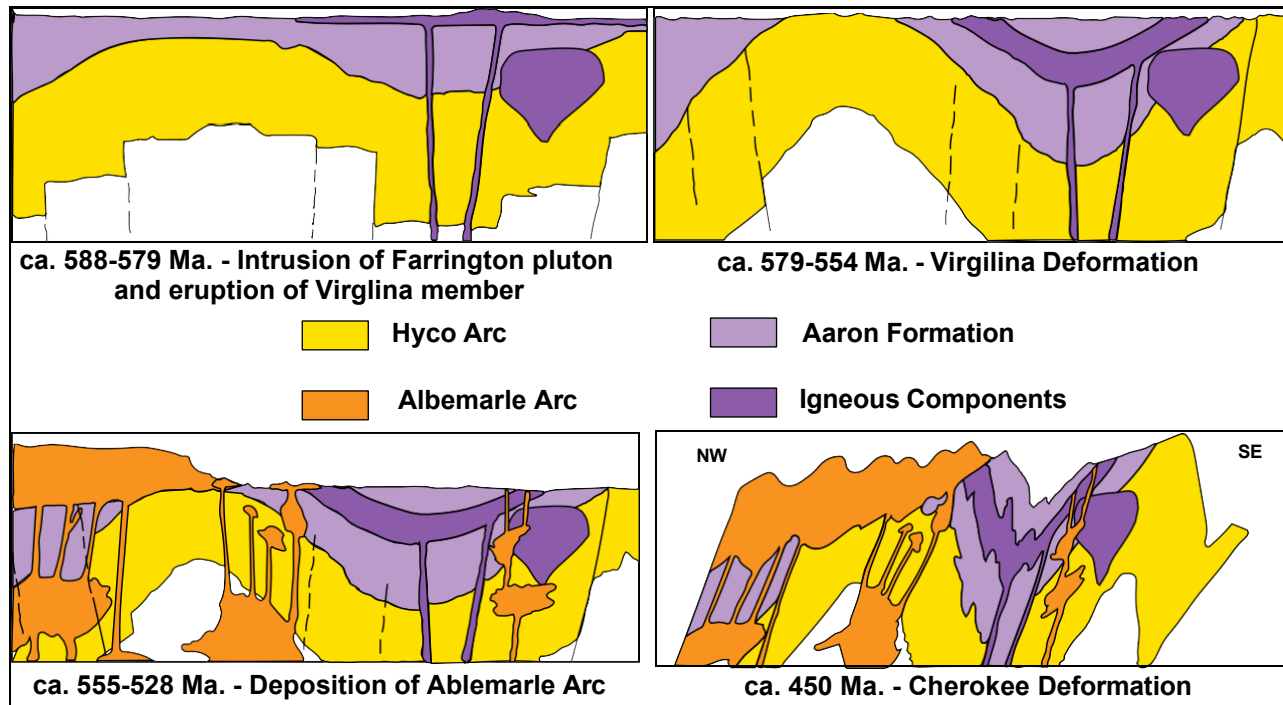 ca. 588-579 Ma. - Intrusion of Farrington pluton
and eruption of Virglina member
ca. 579-554 Ma. - Virgilina Deformation
Hyco Arc
Aaron Formation
Albemarle Arc
Igneous Components
NW
SE
ca. 555-528 Ma. - Deposition of Ablemarle Arc
ca. 450 Ma. - Cherokee Deformation